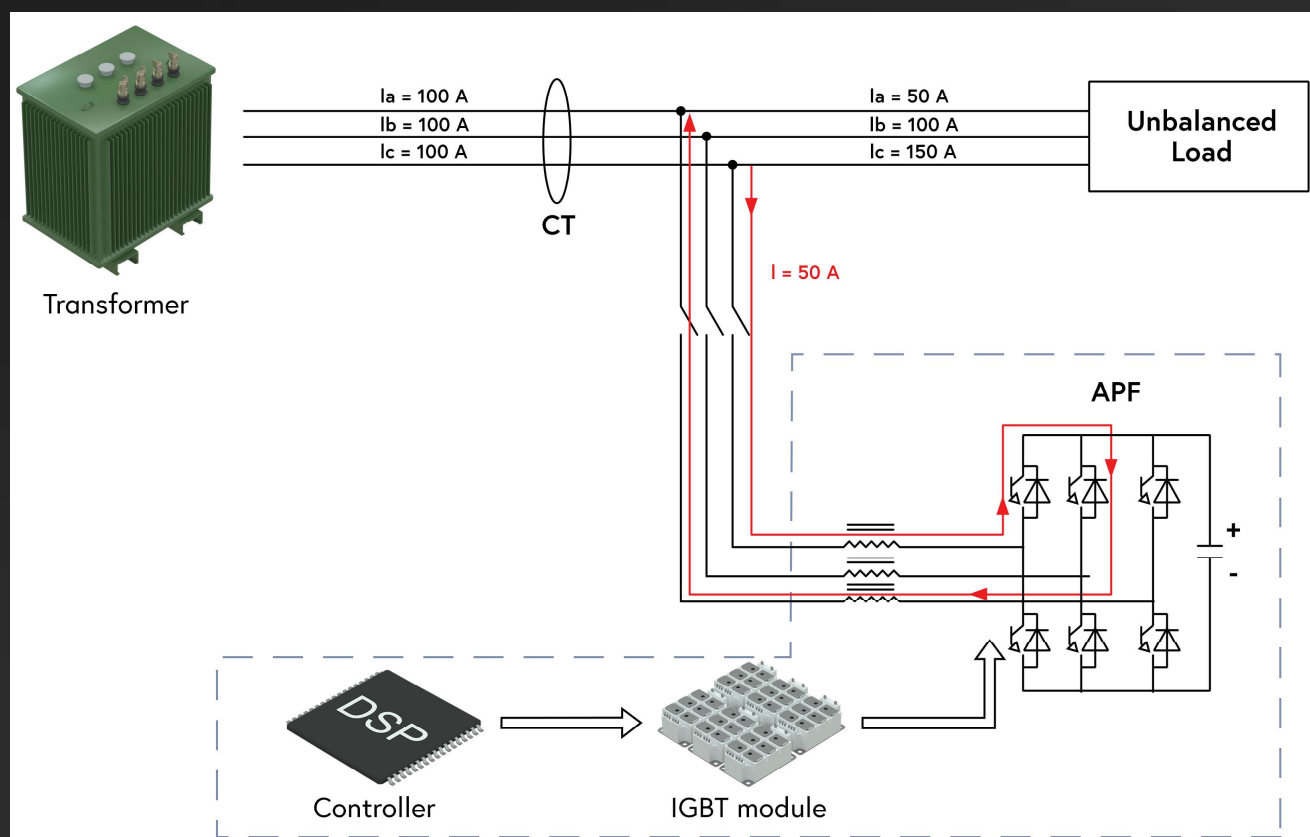 Ia = 100 A
Ib = 100 A
Ic = 100 A
Ia = 50 A
Ib = 100 A
Ic = 150 A
Unbalanced
Load
CT
Transformer
I = 50 A
APF
+
-
DSP
Controller
IGBT module